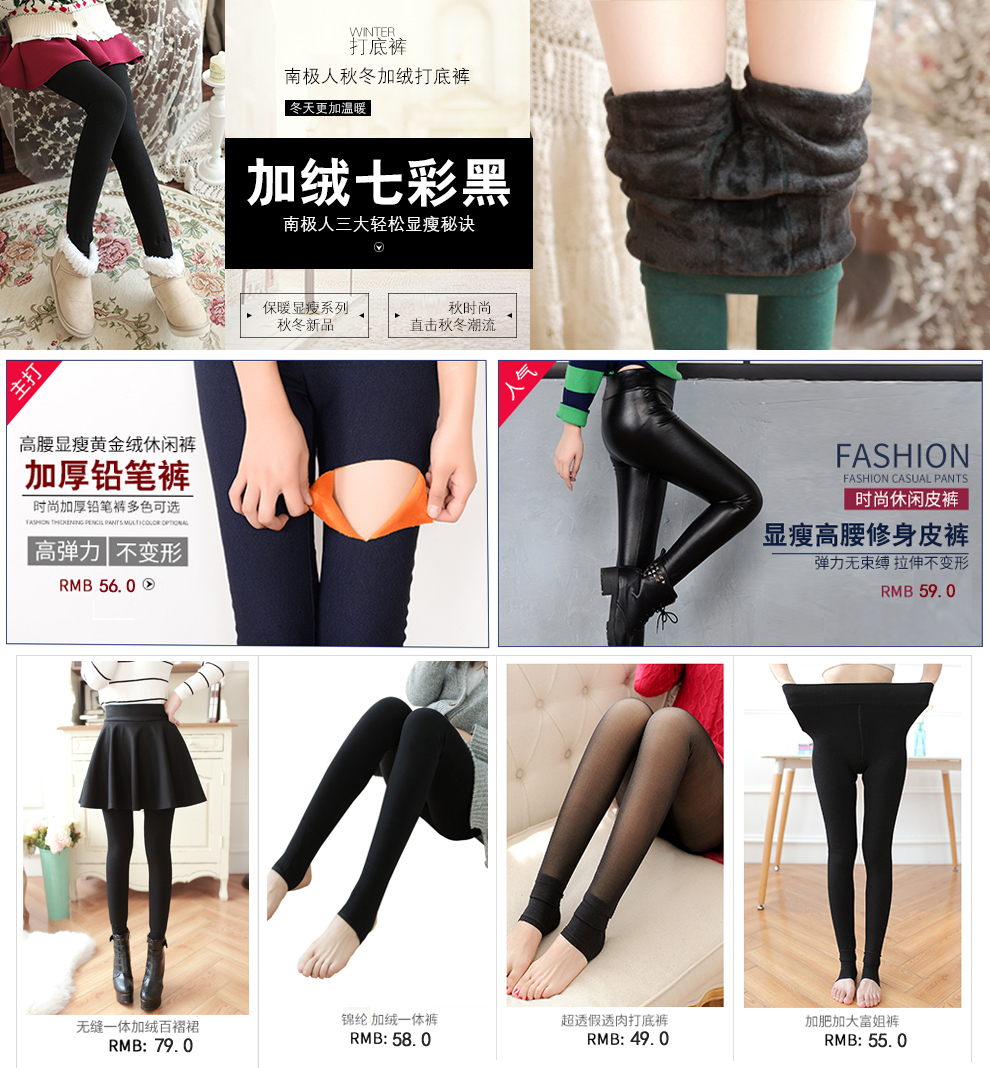 WINTER
打底裤
南极人秋冬加绒打底裤
冬天更加温暖
加绒七彩黑
南极人三大轻松显瘦秘诀
保暖显瘦系列
秋冬新品
秋时尚
直击秋冬潮流
主打
高腰显瘦黄金绒休闲裤
加厚铅笔裤
时尚加厚铅笔裤多色可选
FASHION THICKENING PENCIL PANTS MULTI COLOR OPTIONAL
高弹力 不变形
RMB 56.0
人气
FASHION
FASHION CASUAL PANTS
时尚休闲皮裤
显瘦高腰修身皮裤
弹力无束缚 拉伸不变形
RMB 59.0
无缝一体加绒百褶裙
RMB: 79.0
锦纶 加绒一体裤
RMB: 58.0
超透假透肉打底裤
RMB: 49.0
加肥加大富姐裤
RMB: 55.0